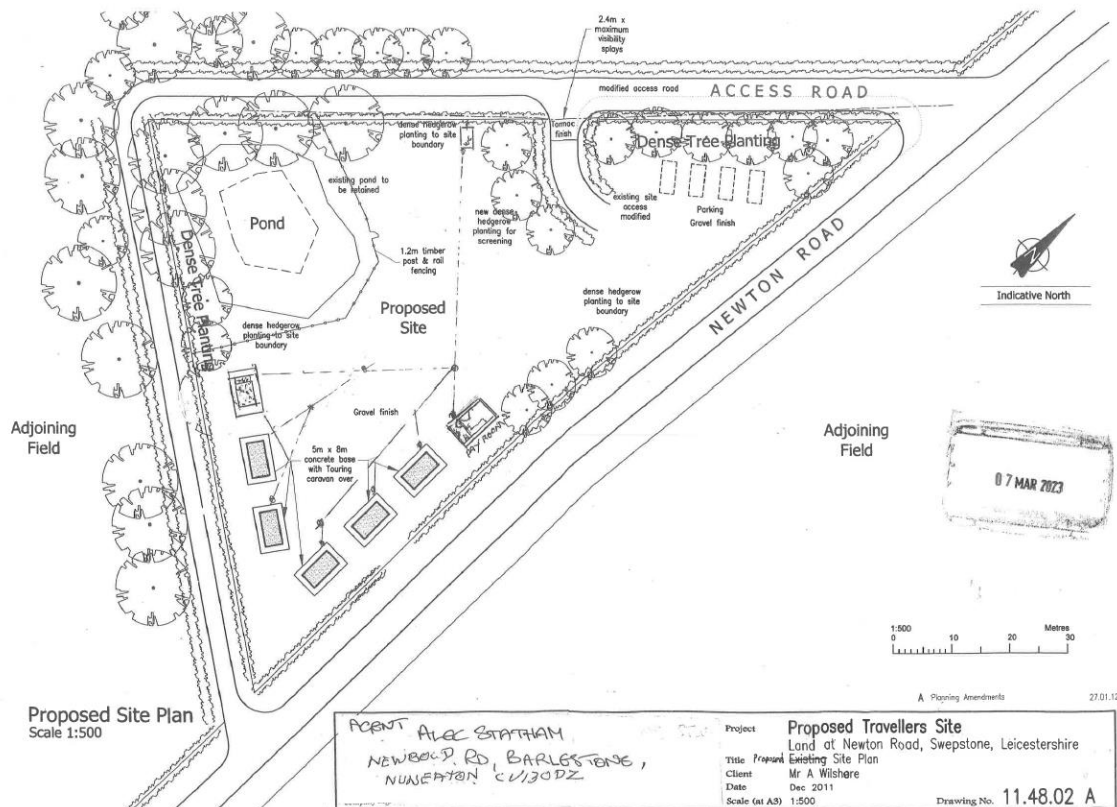 2.4m x
maximum
visibility
splays
modified access road
ACCESS ROAD
dense hedgerow
planting to site
boundary
Tarmac
finish
Dense Tree Planting
existing pond to
be retained
existing site
access
modified
Parking
Gravel finish
Pond
new dense
hedgerow
planting for
screening
1.2m timber
post & rail
fencing
Dense Tree Planting
NEWTON ROAD
Indicative North
dense hedgerow
planting to site
boundary
Proposed
Site
dense hedgerow
planting to site
boundary
Gravel finish
DAY ROOM
Adjoining
Field
5m x 8m
concrete base
with Touring
caravan over
Adjoining
Field
07 MAR 2023
1:500
Metres
0 10 20 30
A Planning Amendments 27.01.12
Proposed Site Plan
Scale 1:500
AGENT ALEC STATHAM
NEWBOLD RD, BARLESTONE,
NUNEATON CV130DZ
Project Proposed Travellers Site
Land at Newton Road, Swepstone, Leicestershire
Title Proposed Existing Site Plan
Client Mr A Wilshere
Date Dec 2011
Scale (at A3) 1:500
Drawing No. 11.48.02 A